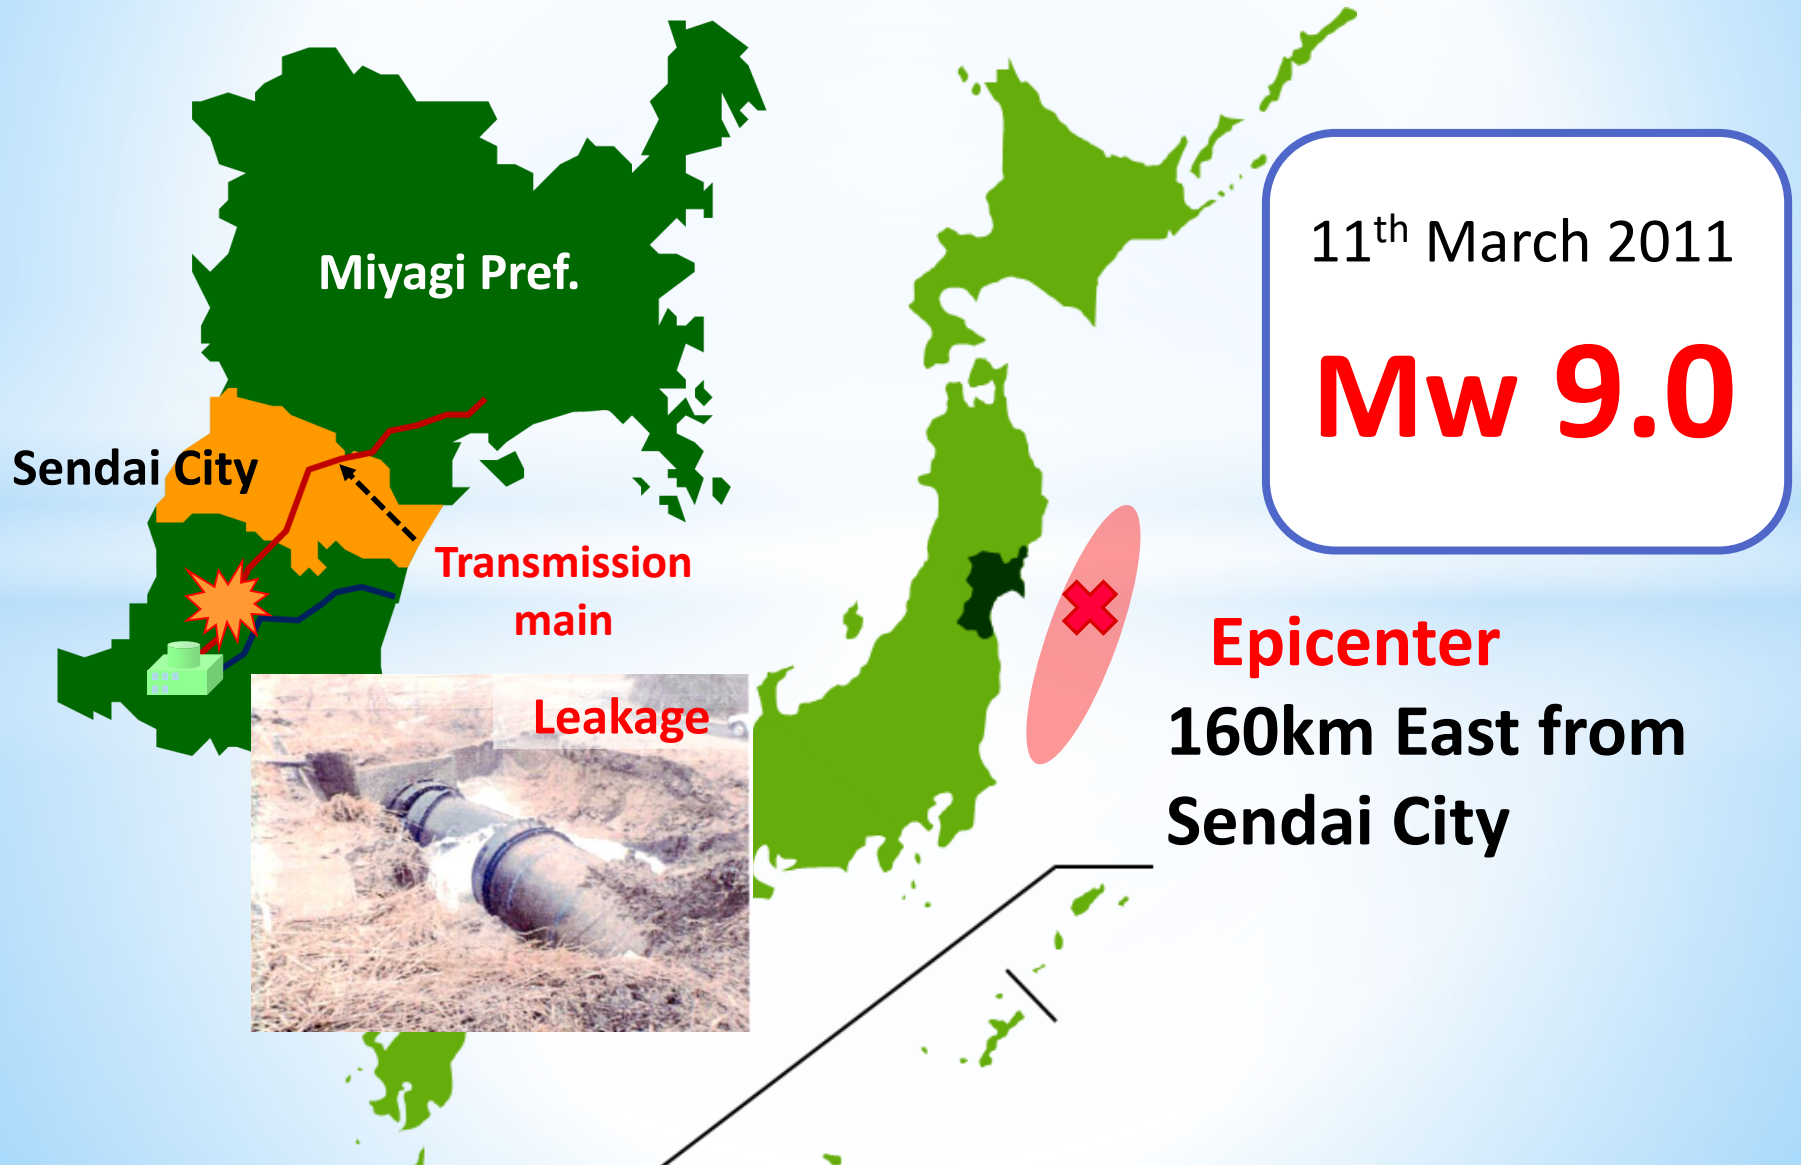 Miyagi Pref.
Sendai City
Transmission
main
Leakage
11th March 2011
Mw 9.0
Epicenter
160km East from
Sendai City